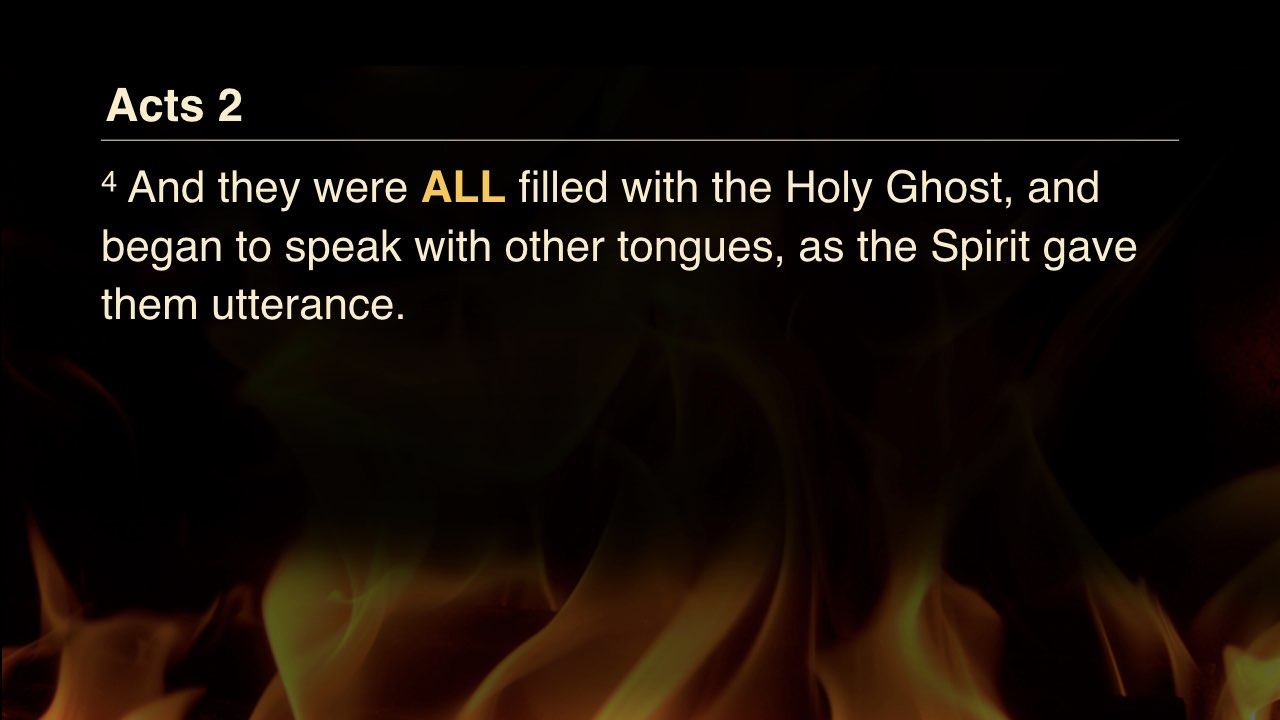 Acts 2
4 And they were ALL filled with the Holy Ghost, and
began to speak with other tongues, as the Spirit gave
them utterance.